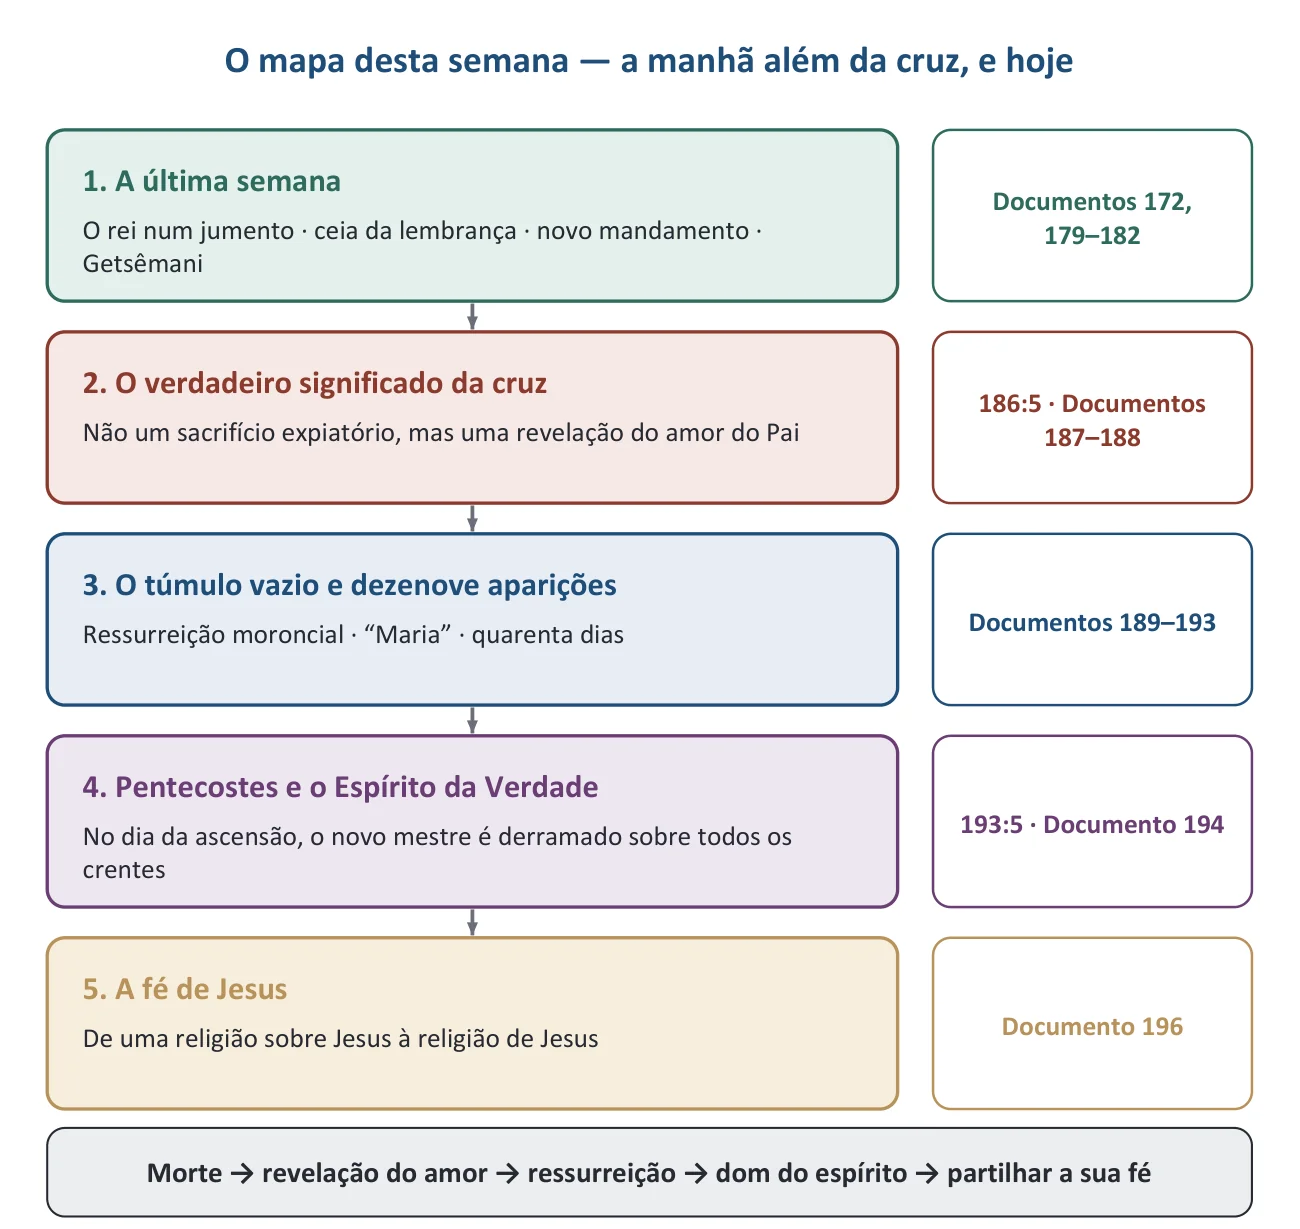 O mapa desta semana — a manhã além da cruz, e hoje
1. A última semana
O rei num jumento · ceia da lembrança · novo mandamento ·
Getsêmani
Documentos 172,
179–182
2. O verdadeiro significado da cruz
Não um sacrifício expiatório, mas uma revelação do amor do Pai
186:5 · Documentos
187–188
3. O túmulo vazio e dezenove aparições
Ressurreição moroncial · “Maria” · quarenta dias
Documentos 189–193
4. Pentecostes e o Espírito da Verdade
No dia da ascensão, o novo mestre é derramado sobre todos os
crentes
193:5 · Documento 194
5. A fé de Jesus
De uma religião sobre Jesus à religião de Jesus
Documento 196
Morte → revelação do amor → ressurreição → dom do espírito → partilhar a sua fé